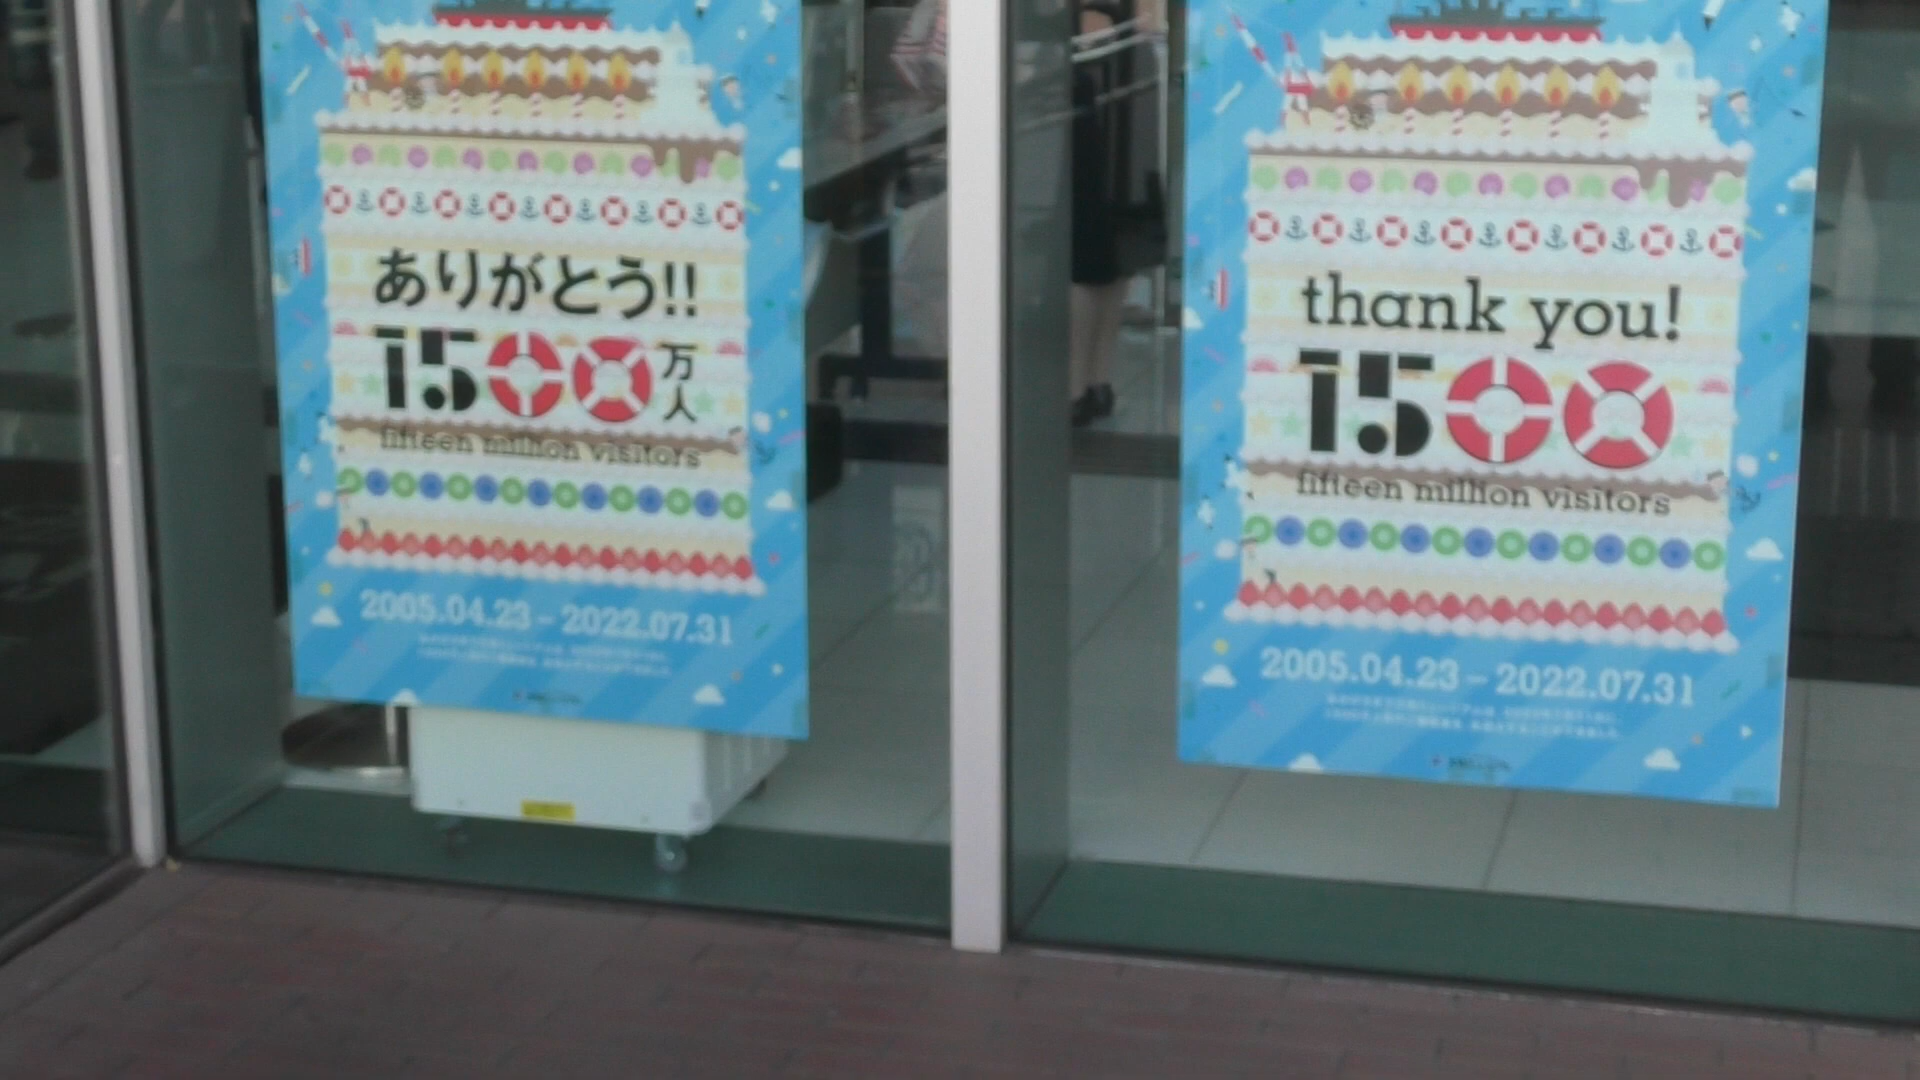 ありがとう!!
1500万人
fifteen million visitors
2005.04.23 - 2022.07.31
thank you!
1500
fifteen million visitors
2005.04.23 - 2022.07.31